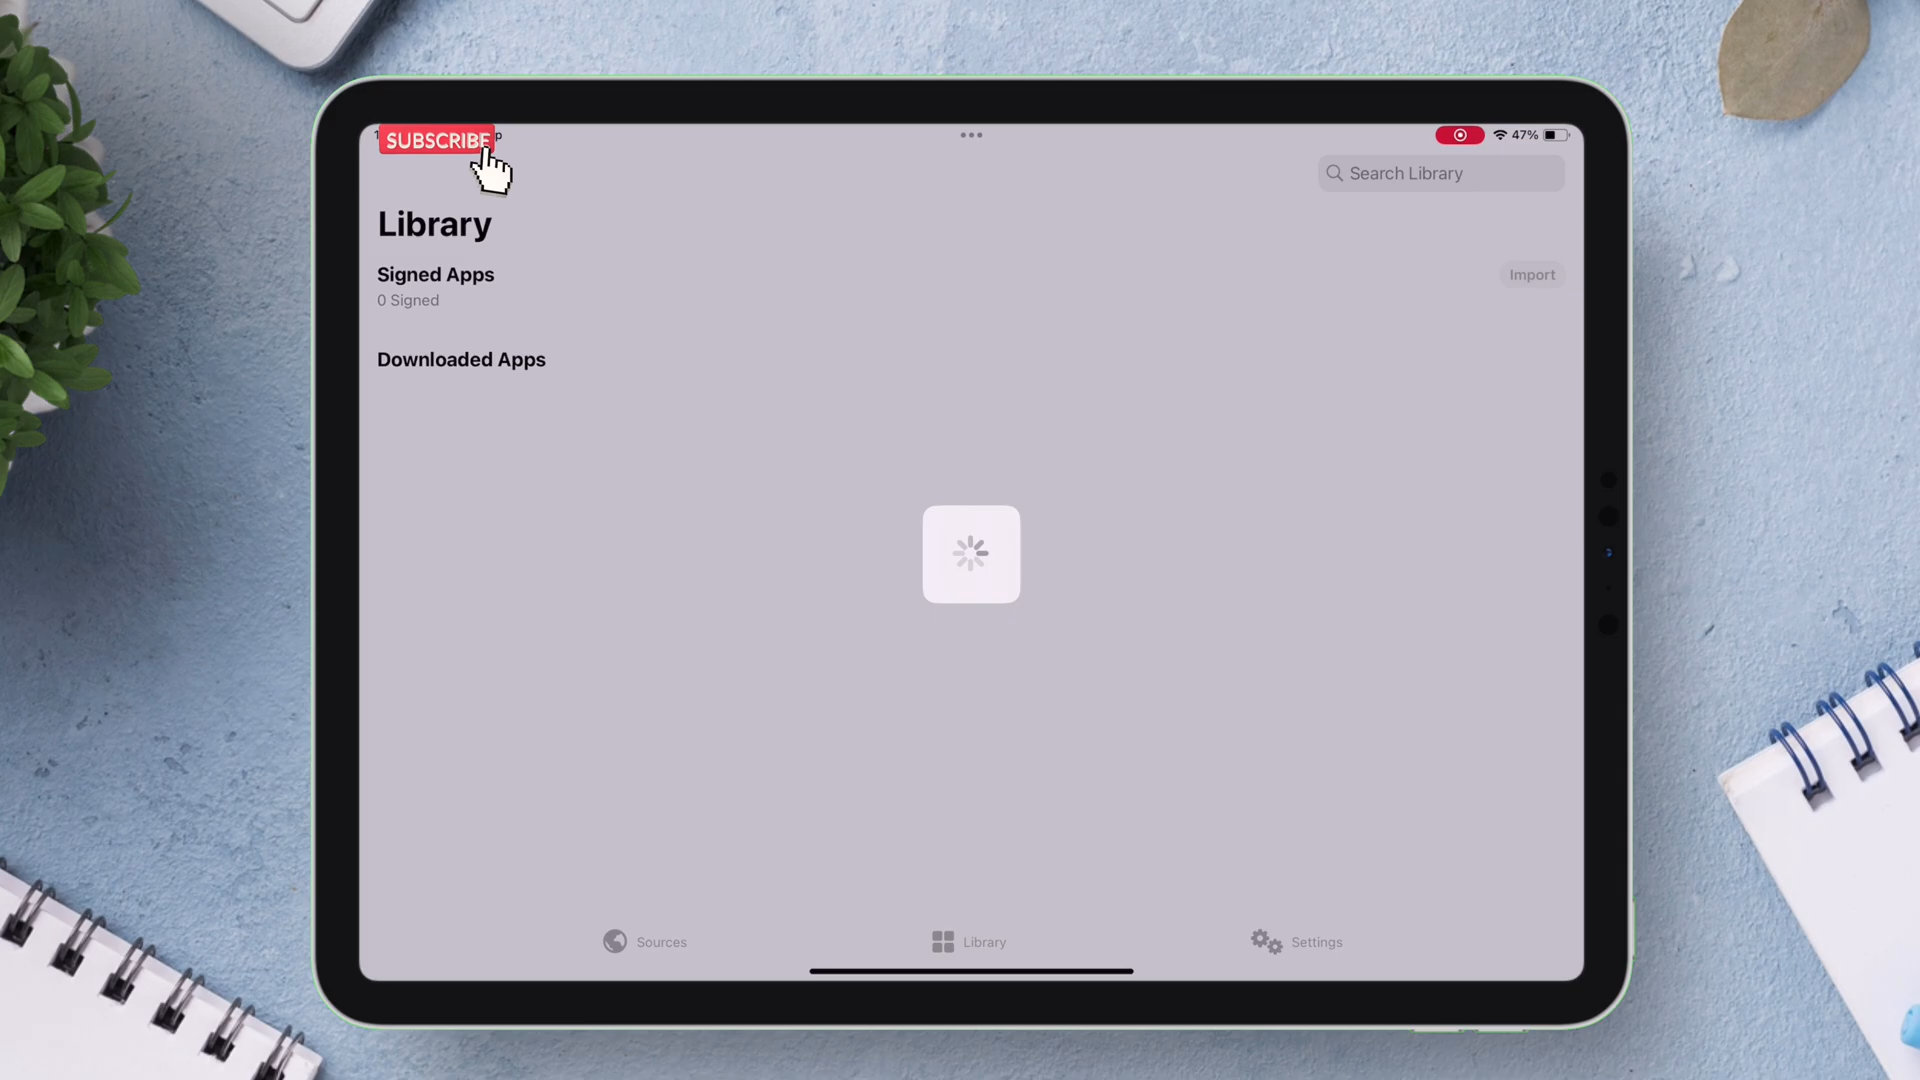 SUBSCRIBE
47%
Search Library
Library
Signed Apps
Import
0 Signed
Downloaded Apps
Sources
Library
Settings